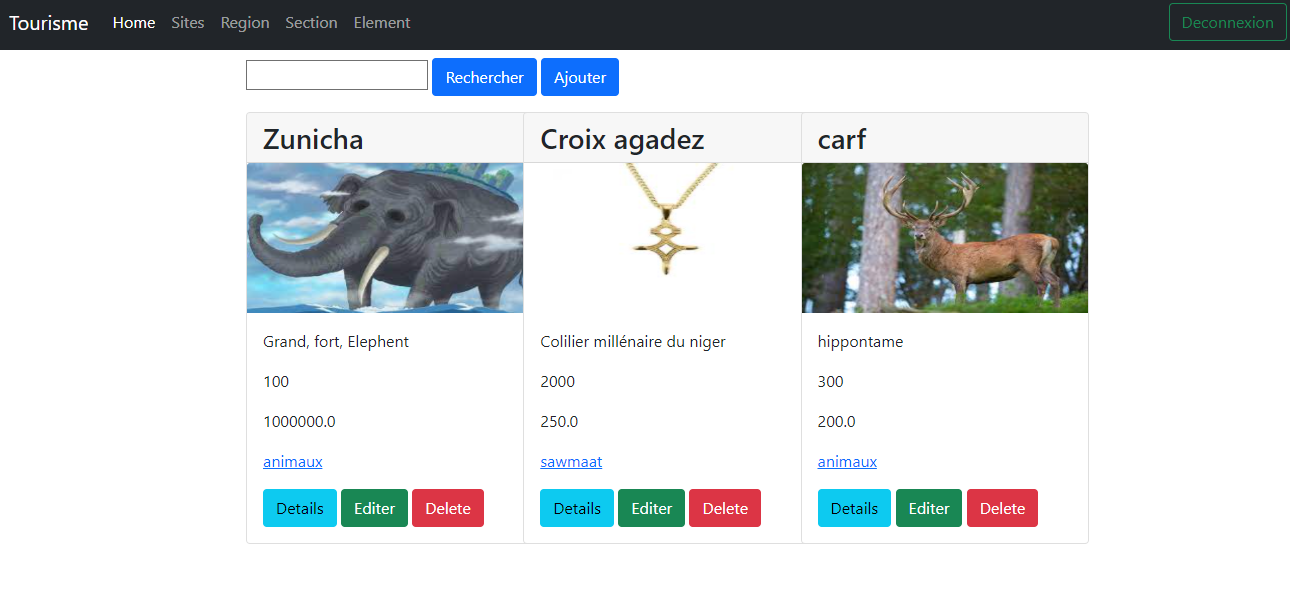 Tourisme Home Sites Region Section Element Deconnexion
Rechercher Ajouter
Zunicha Croix agadez carf
Grand, fort, Elephent Colilier millénaire du niger hippontame
100 2000 300
1000000.0 250.0 200.0
animaux sawmaat animaux
Details Editer Delete Details Editer Delete Details Editer Delete